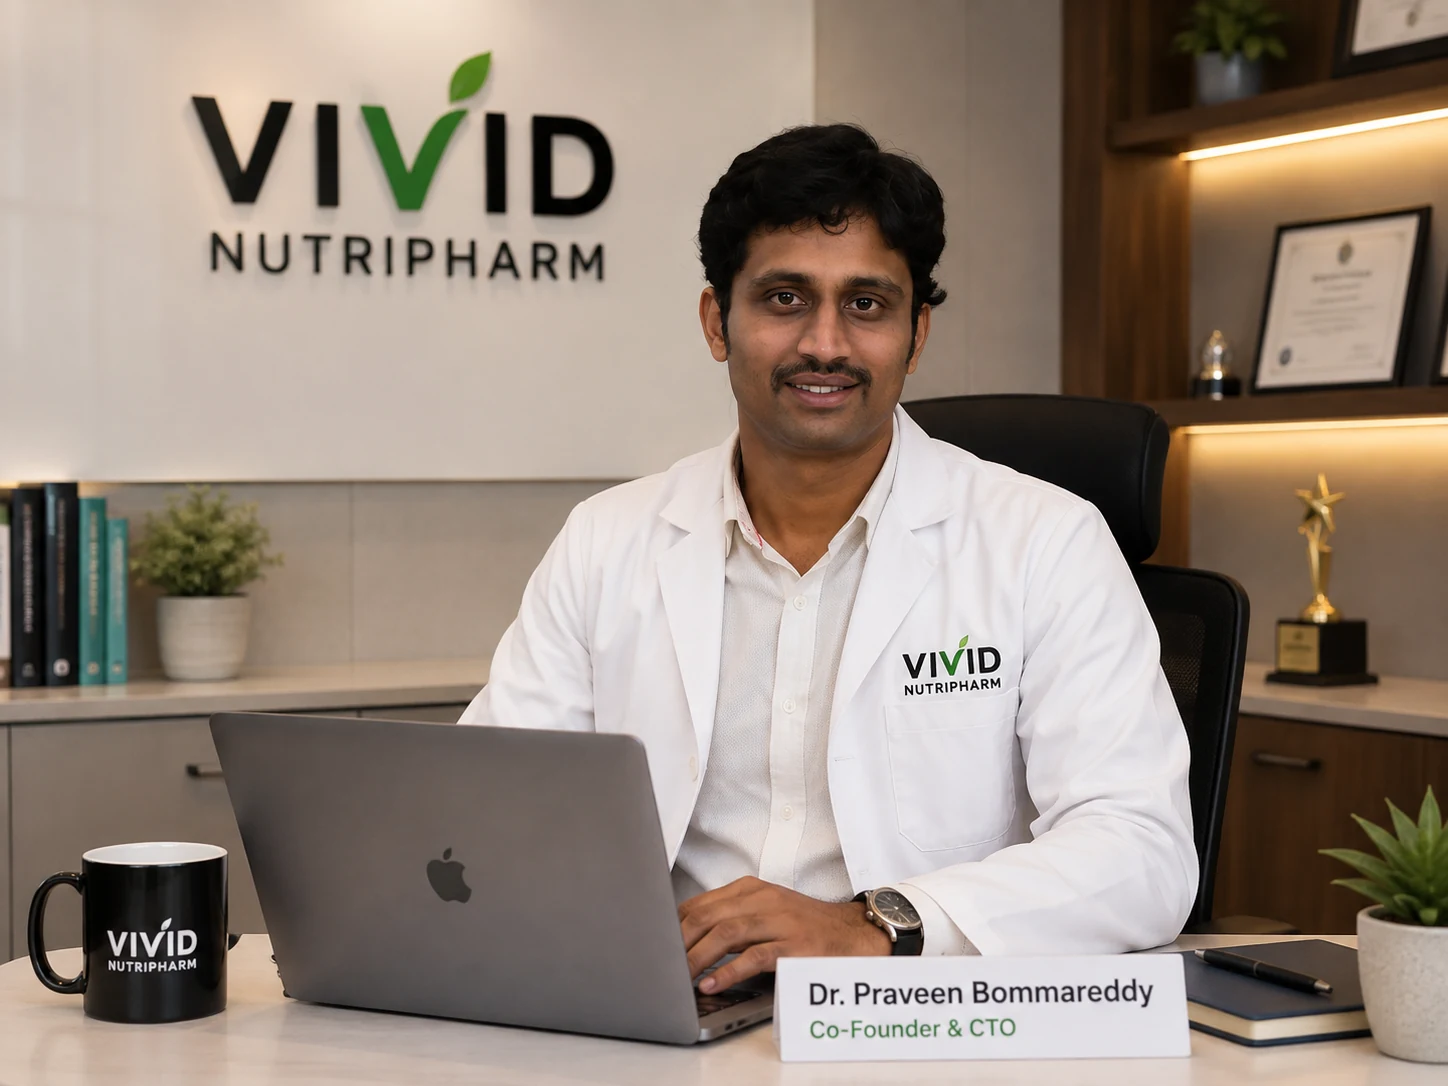 VIVID
NUTRIPHARM
VIVID
NUTRIPHARM
VIVID
NUTRIPHARM
Dr. Praveen Bommareddy
Co-Founder & CTO